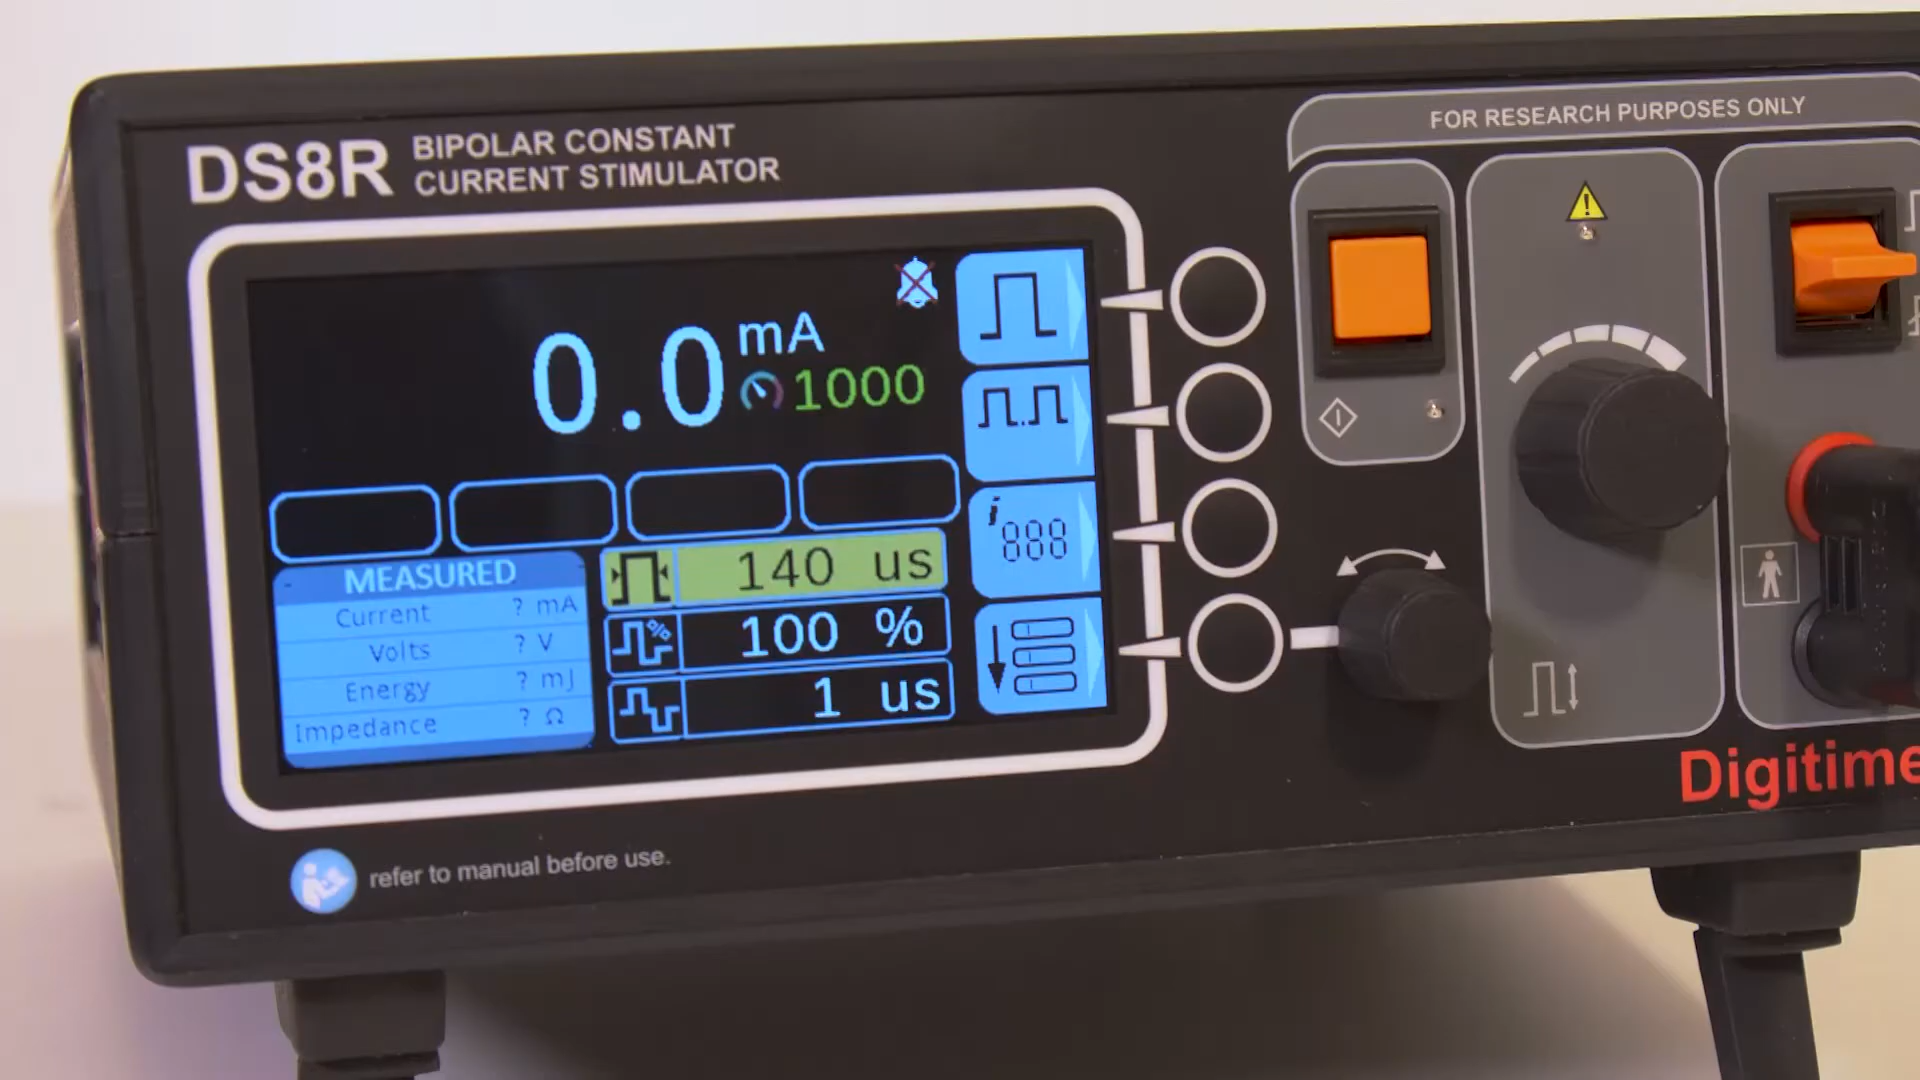 FOR RESEARCH PURPOSES ONLY
DS8R
BIPOLAR CONSTANT
CURRENT STIMULATOR
0.0 mA
1000
i
888
MEASURED
Current ? mA
Volts ? V
Energy ? mJ
Impedance ? Ω
140 us
% 100 %
1 us
Digitime
refer to manual before use.